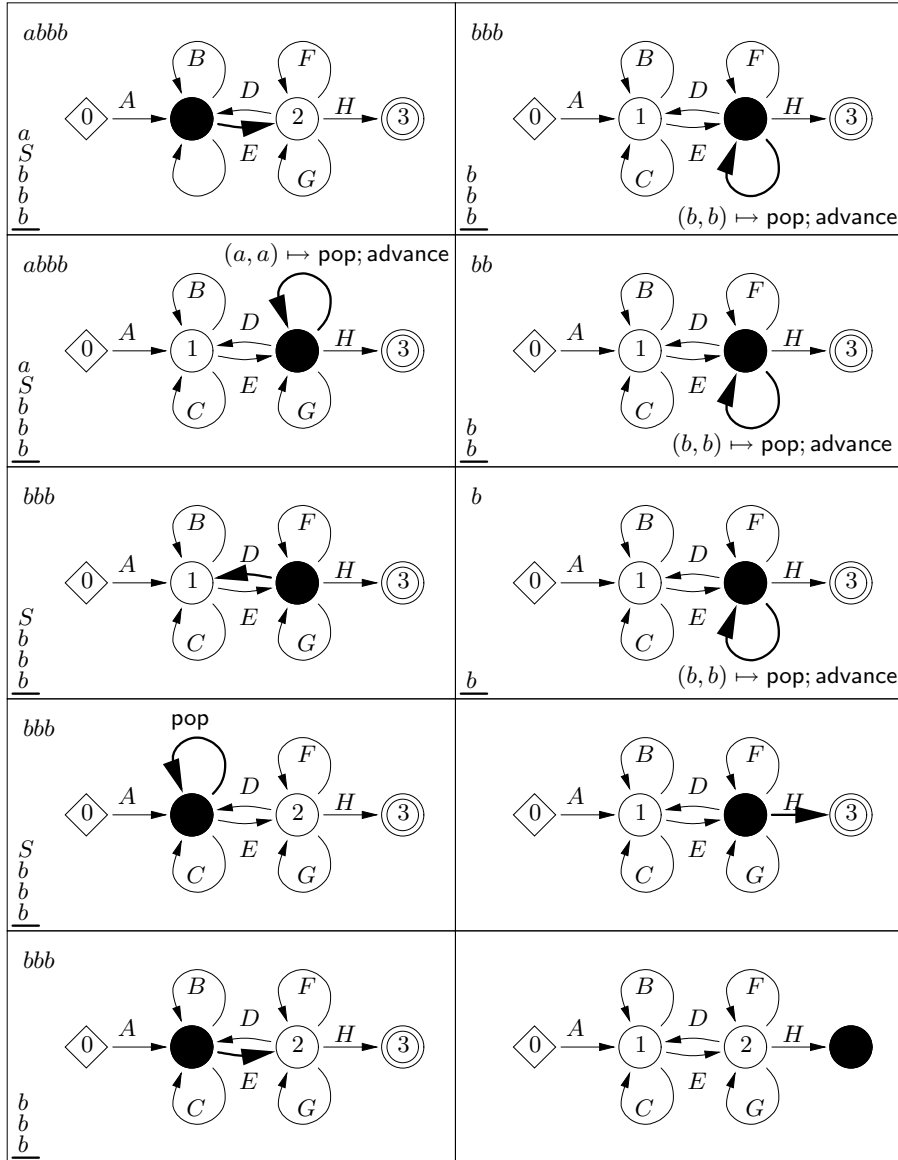 abbb
B F
A D H
0 2 3
E
G
a
S
b
b
b
(a, a) ↦ pop; advance
abbb
B
A D H
0 1 3
E
C G
a
S
b
b
b
bbb
B F
A D H
0 1 3
E
C G
S
b
b
b
pop
bbb
F
A D H
0 2 3
E
C G
S
b
b
b
bbb
B F
A D H
0 2 3
E
C G
b
b
b
bbb
B F
A D H
0 1 3
E
C
b
b
b
(b, b) ↦ pop; advance
bb
B F
A D H
0 1 3
E
C
b
b
(b, b) ↦ pop; advance
b
B F
A D H
0 1 3
E
C
b
(b, b) ↦ pop; advance
B F
A D H
0 1 3
E
C G
B F
A D H
0 1 2
E
C G